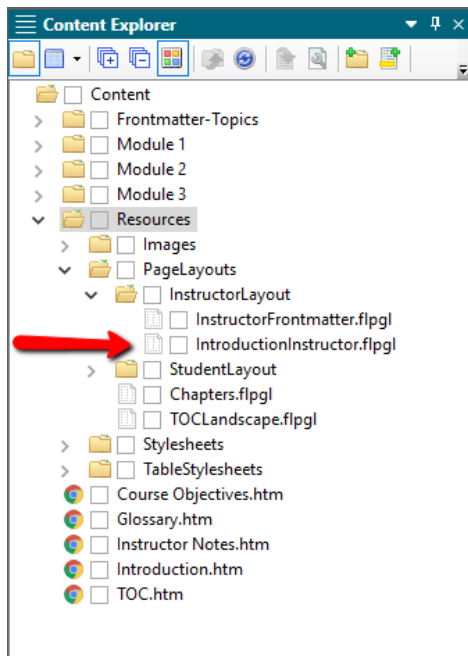 Content Explorer
Content
Frontmatter-Topics
Module 1
Module 2
Module 3
Resources
Images
PageLayouts
InstructorLayout
InstructorFrontmatter.flpgl
IntroductionInstructor.flpgl
StudentLayout
Chapters.flpgl
TOCLandscape.flpgl
Stylesheets
TableStylesheets
Course Objectives.htm
Glossary.htm
Instructor Notes.htm
Introduction.htm
TOC.htm